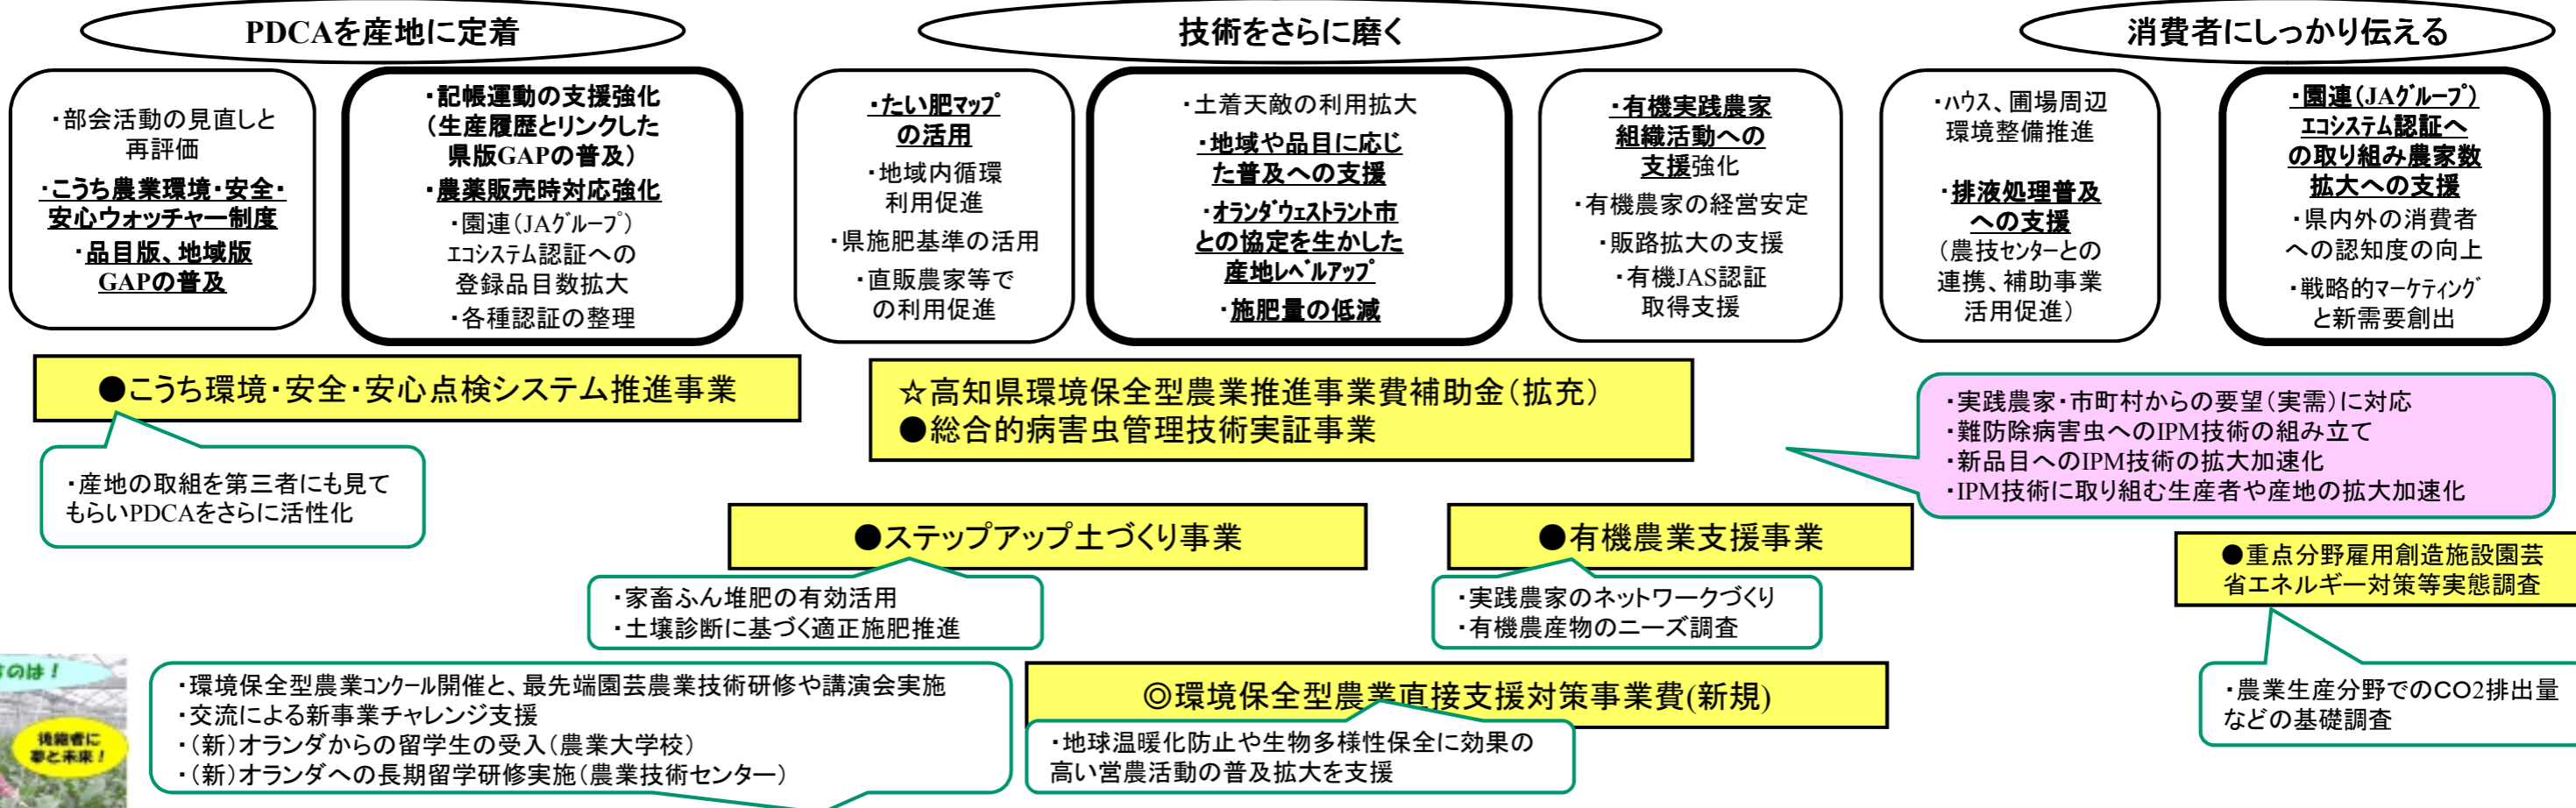 PDCAを産地に定着
技術をさらに磨く
消費者にしっかり伝える
・部会活動の見直しと
再評価
・こうち農業環境・安全・
安心ウォッチャー制度
・品目版、地域版
GAPの普及
・記帳運動の支援強化
(生産履歴とリンクした
県版GAPの普及)
・農薬販売時対応強化
・園連(JAグループ)
エコシステム認証への
登録品目数拡大
・各種認証の整理
・たい肥マップ
の活用
・地域内循環
利用促進
・県施肥基準の活用
・直販農家等で
の利用促進
・土着天敵の利用拡大
・地域や品目に応じ
た普及への支援
・オランダウェストラント市
との協定を生かした
産地レベルアップ
・施肥量の低減
・有機実践農家
組織活動への
支援強化
・有機農家の経営安定
・販路拡大の支援
・有機JAS認証
取得支援
・ハウス、圃場周辺
環境整備推進
・排液処理普及
への支援
(農技センターとの
連携、補助事業
活用促進)
・園連(JAグループ)
エコシステム認証へ
の取り組み農家数
拡大への支援
・県内外の消費者
への認知度の向上
・戦略的マーケティング
と新需要創出
●こうち環境・安全・安心点検システム推進事業
☆高知県環境保全型農業推進事業費補助金(拡充)
●総合的病害虫管理技術実証事業
・実践農家・市町村からの要望(実需)に対応
・難防除病害虫へのIPM技術の組み立て
・新品目へのIPM技術の拡大加速化
・IPM技術に取り組む生産者や産地の拡大加速化
・産地の取組を第三者にも見て
もらいPDCAをさらに活性化
●ステップアップ土づくり事業
●有機農業支援事業
●重点分野雇用創造施設園芸
省エネルギー対策等実態調査
・家畜ふん堆肥の有効活用
・土壌診断に基づく適正施肥推進
・実践農家のネットワークづくり
・有機農産物のニーズ調査
すのは!
後継者に
夢と未来!
・環境保全型農業コンクール開催と、最先端園芸農業技術研修や講演会実施
・交流による新事業チャレンジ支援
・(新)オランダからの留学生の受入(農業大学校)
・(新)オランダへの長期留学研修実施(農業技術センター)
◎環境保全型農業直接支援対策事業費(新規)
・地球温暖化防止や生物多様性保全に効果の
高い営農活動の普及拡大を支援
・農業生産分野でのCO2排出量
などの基礎調査